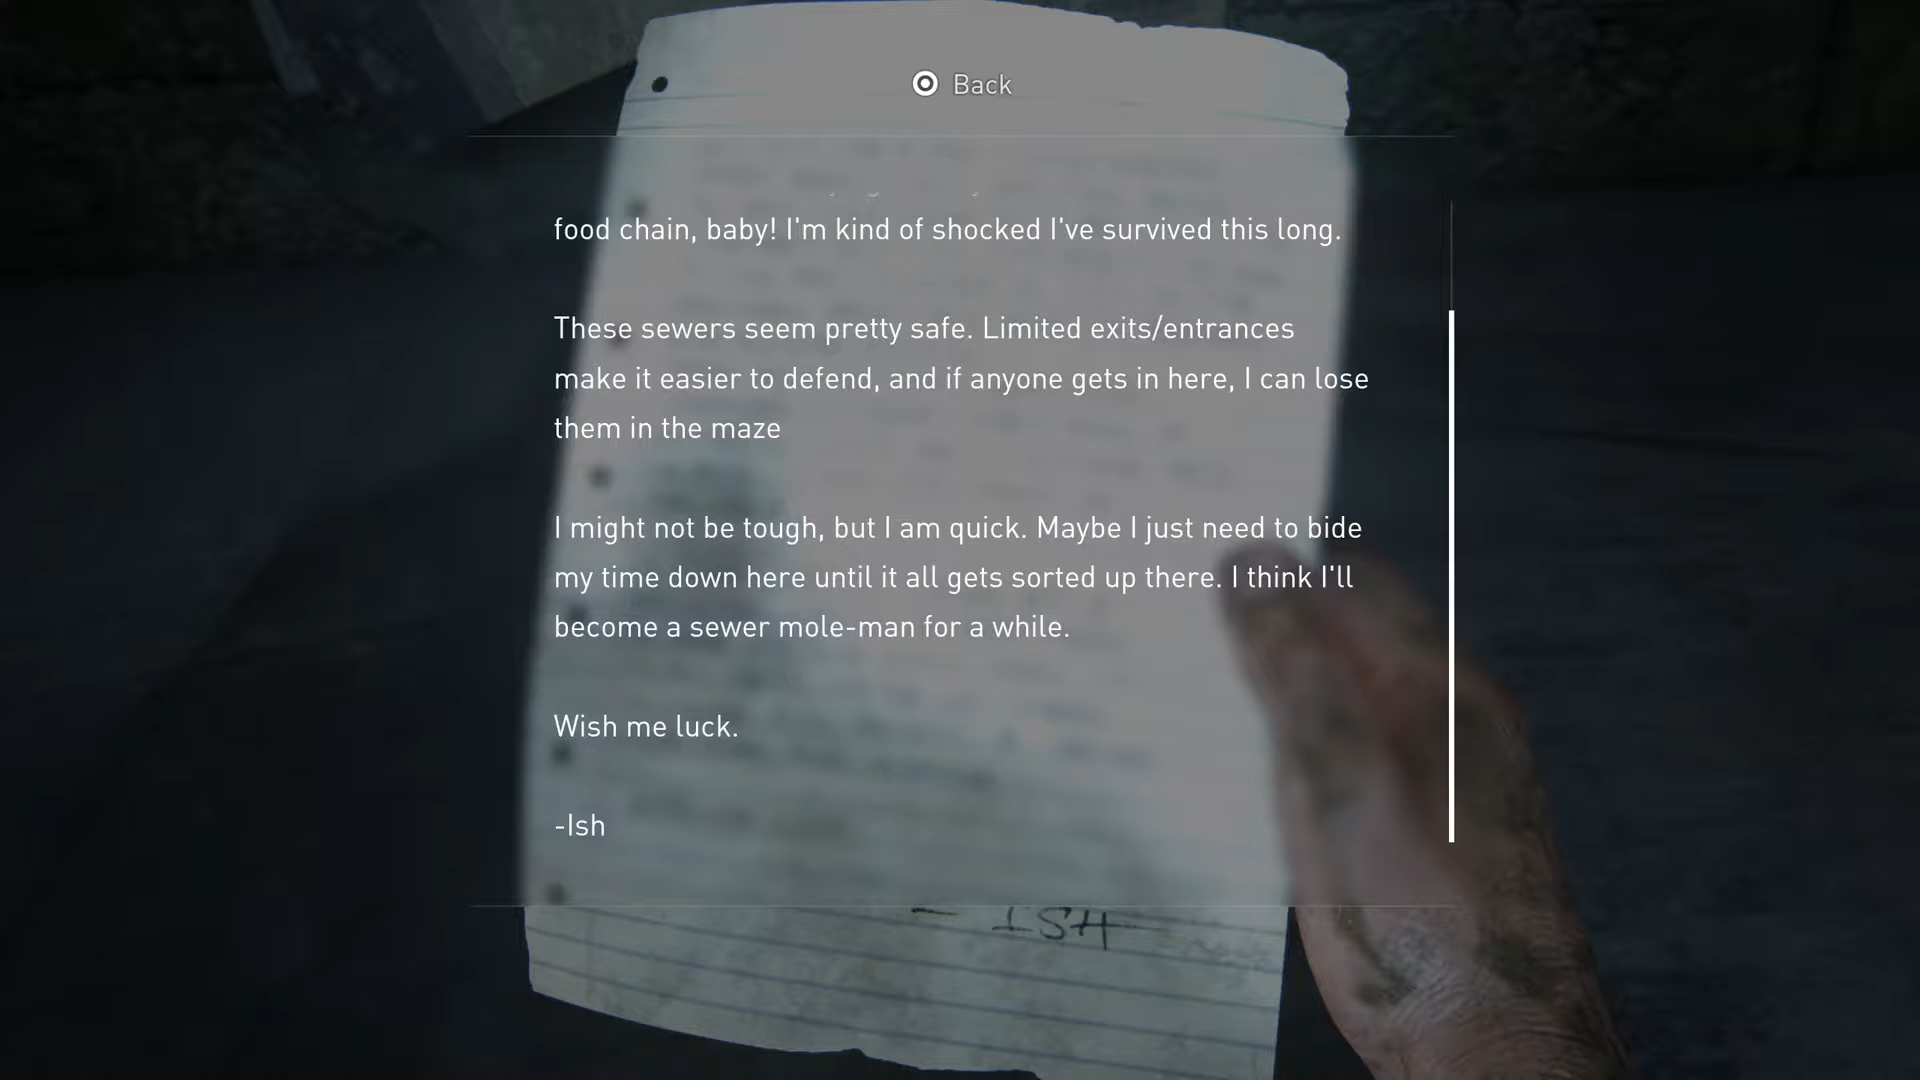 Back
food chain, baby! I'm kind of shocked I've survived this long.
These sewers seem pretty safe. Limited exits/entrances
make it easier to defend, and if anyone gets in here, I can lose
them in the maze
I might not be tough, but I am quick. Maybe I just need to bide
my time down here until it all gets sorted up there. I think I'll
become a sewer mole-man for a while.
Wish me luck.
-Ish
- ISH